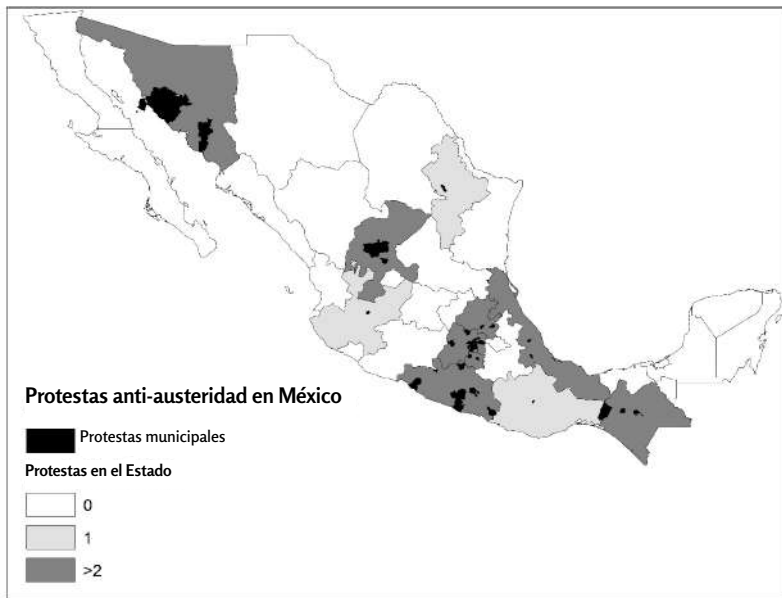 Protestas anti-austeridad en México
Protestas municipales
Protestas en el Estado
0
1
>2